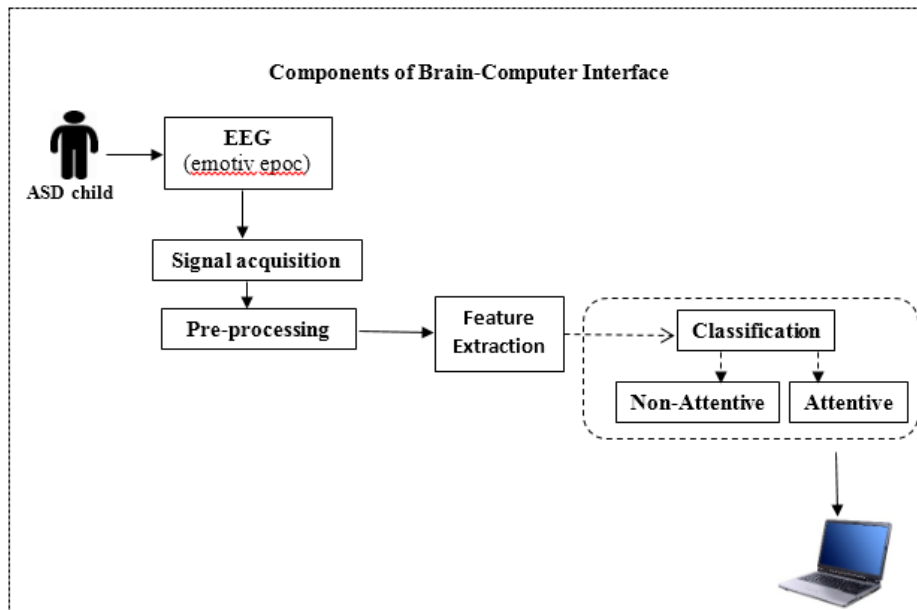 Components of Brain-Computer Interface
EEG
(emotiv epoc)
ASD child
Signal acquisition
Pre-processing
Feature
Extraction
Classification
Non-Attentive
Attentive